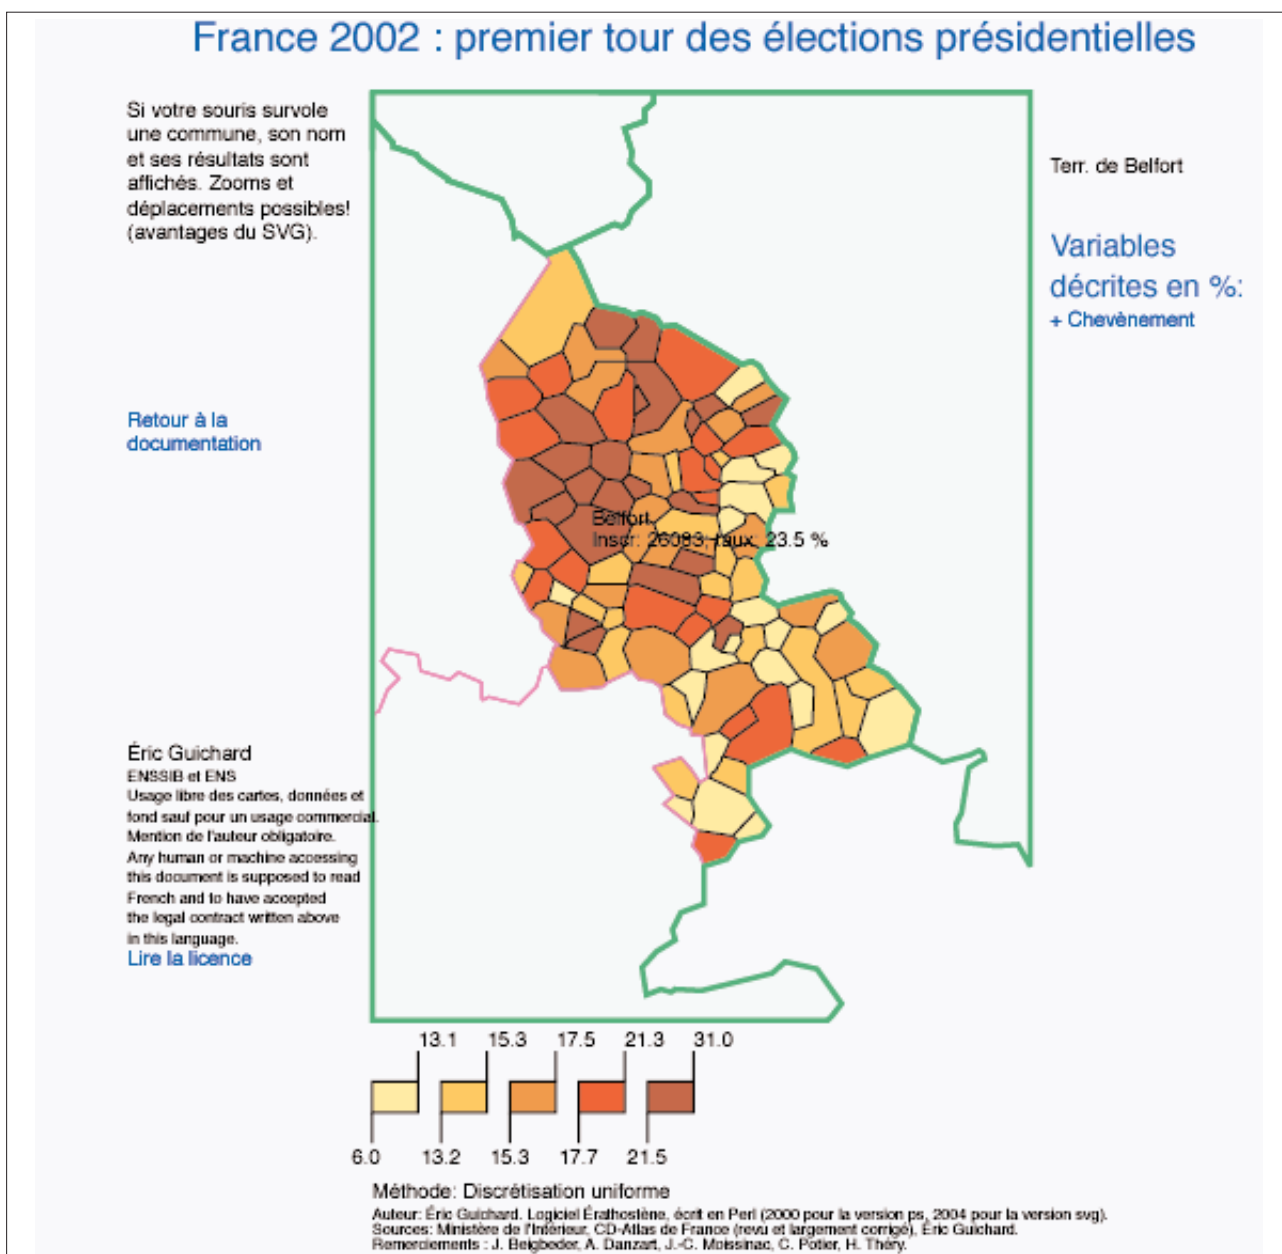 France 2002 : premier tour des élections présidentielles
Si votre souris survole
une commune, son nom
et ses résultats sont
affichés. Zooms et
déplacements possibles!
(avantages du SVG).
Terr. de Belfort
Variables
décrites en %:
+ Chevènement
Retour à la
documentation
Belfort
Inscr: 26083; taux: 23.5 %
Éric Guichard
ENSSIB et ENS
Usage libre des cartes, données et
fond sauf pour un usage commercial.
Mention de l'auteur obligatoire.
Any human or machine accessing
this document is supposed to read
French and to have accepted
the legal contract written above
in this language.
Lire la licence
13.1 15.3 17.5 21.3 31.0
6.0 13.2 15.3 17.7 21.5
Méthode: Discrétisation uniforme
Auteur: Éric Guichard. Logiciel Érathostène, écrit en Perl (2000 pour la version ps, 2004 pour la version svg).
Sources: Ministère de l'Intérieur, CD-Atlas de France (revu et largement corrigé), Éric Guichard.
Remerciements : J. Beigbeder, A. Danzart, J.-C. Moissinac, C. Potier, H. Théry.